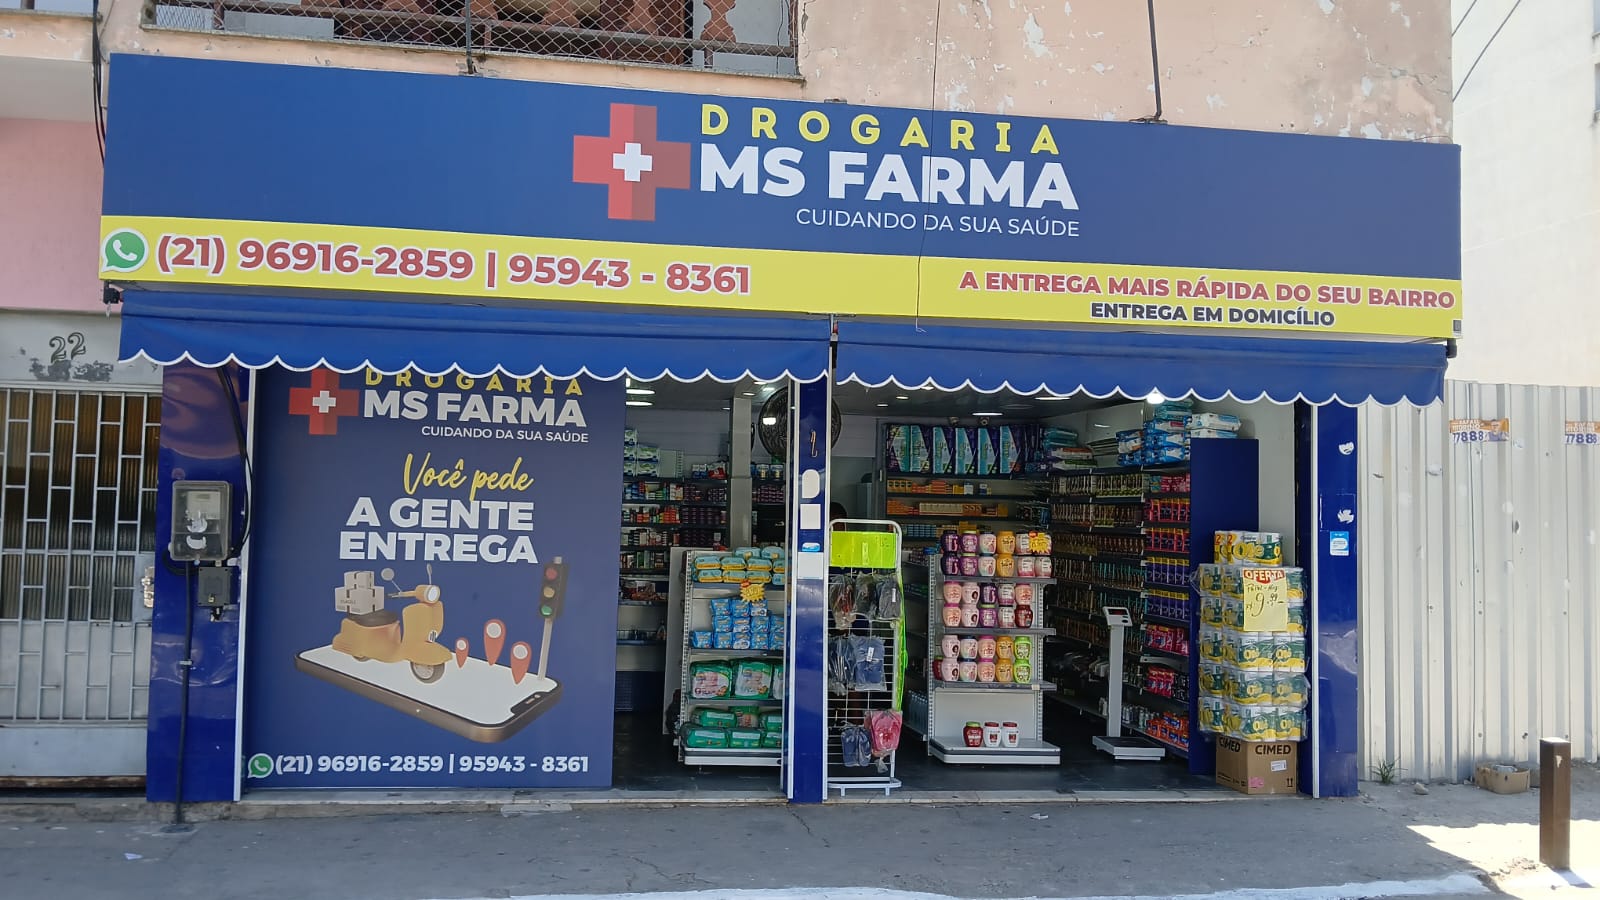 DROGARIA
MS FARMA
CUIDANDO DA SUA SAÚDE
(21) 96916-2859 | 95943 - 8361
A ENTREGA MAIS RÁPIDA DO SEU BAIRRO
ENTREGA EM DOMICÍLIO
22
DROGARIA
MS FARMA
CUIDANDO DA SUA SAÚDE
Você pede
A GENTE
ENTREGA
(21) 96916-2859 | 95943 - 8361
OFERTA
CIMED
CIMED
77888
7788